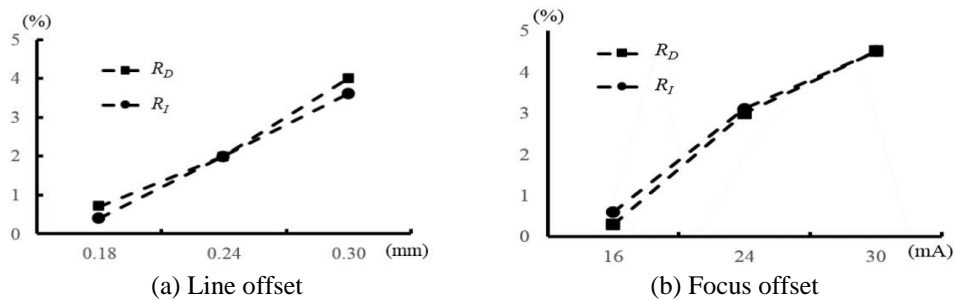 (%)
5
4
3
2
1
0
R_D
R_I
0.18 0.24 0.30 (mm)
(a) Line offset
(%)
5
4
3
2
1
0
R_D
R_I
16 24 30 (mA)
(b) Focus offset